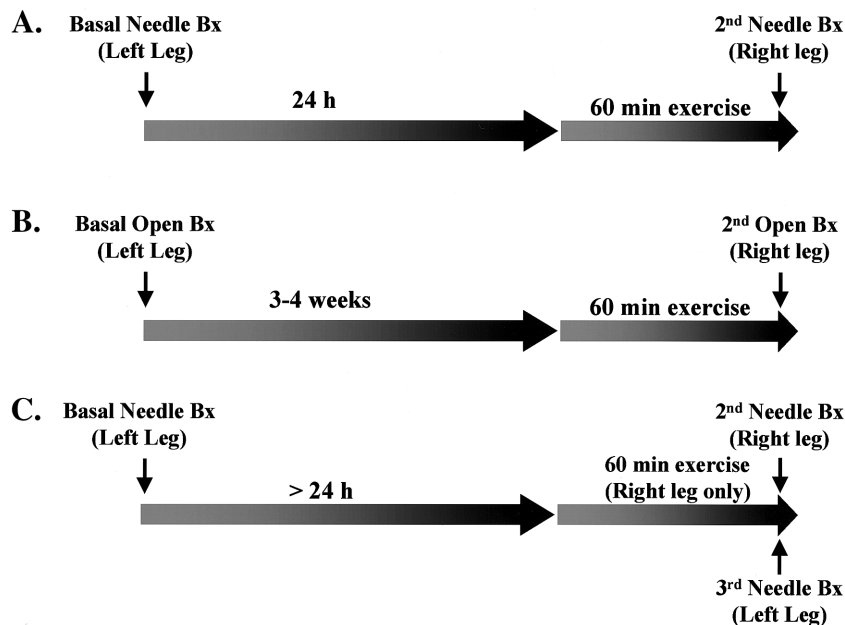 A.
Basal Needle Bx
(Left Leg)
2nd Needle Bx
(Right leg)
24 h
60 min exercise
B.
Basal Open Bx
(Left Leg)
2nd Open Bx
(Right leg)
3-4 weeks
60 min exercise
C.
Basal Needle Bx
(Left Leg)
2nd Needle Bx
(Right leg)
> 24 h
60 min exercise
(Right leg only)
3rd Needle Bx
(Left Leg)